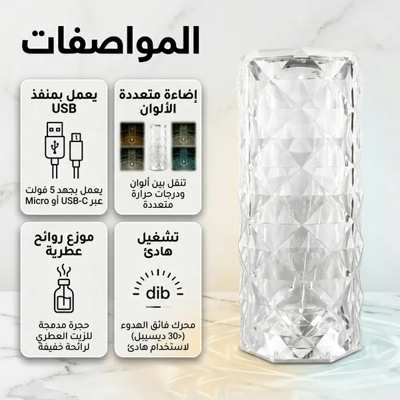 المواصفات
إضاءة متعددة
الألوان
تنقل بين ألوان
ودرجات حرارة
متعددة
يعمل بمنفذ
USB
يعمل بجهد 5 فولت
عبر USB-C أو Micro
تشغيل
هادئ
dib
محرك فائق الهدوء
(<30 ديسيبل)
لاستخدام هادئ
موزع روائح
عطرية
حجرة مدمجة
للزيت العطري
لرائحة خفيفة